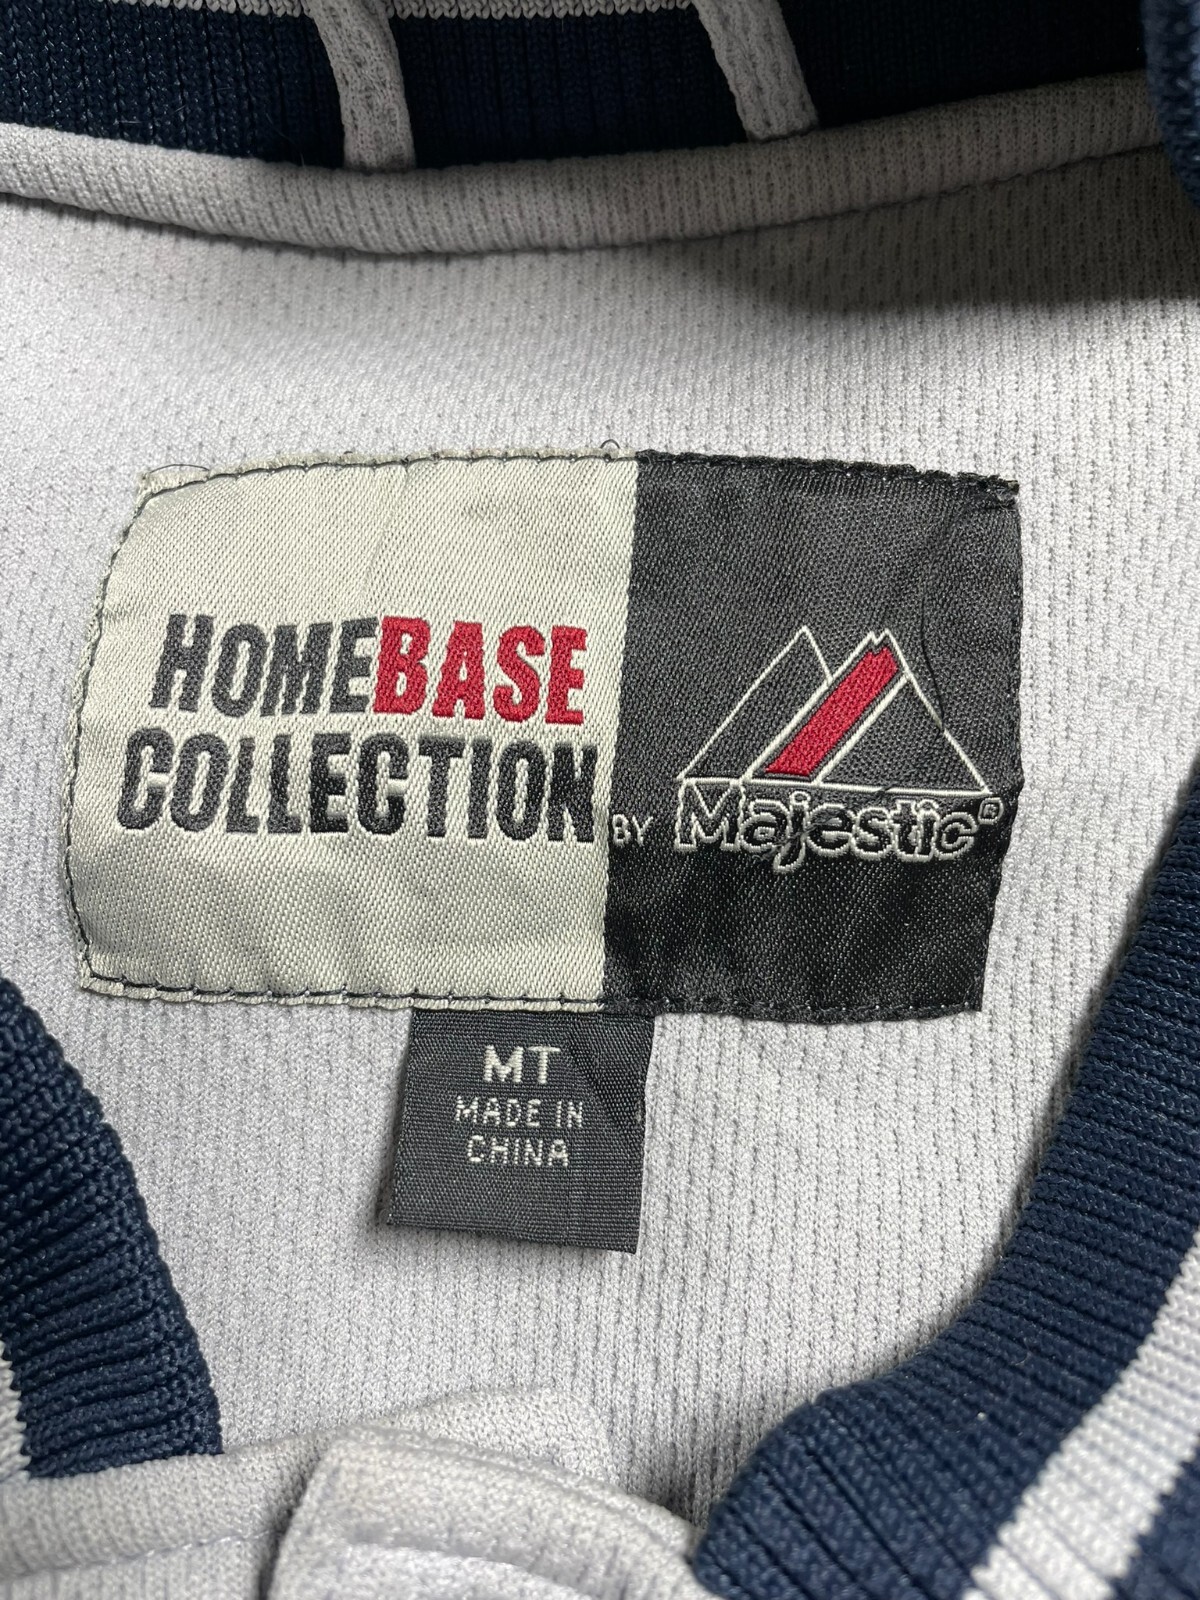 HOMEBASE
COLLECTION
BY Majestic®
MT
MADE IN
CHINA